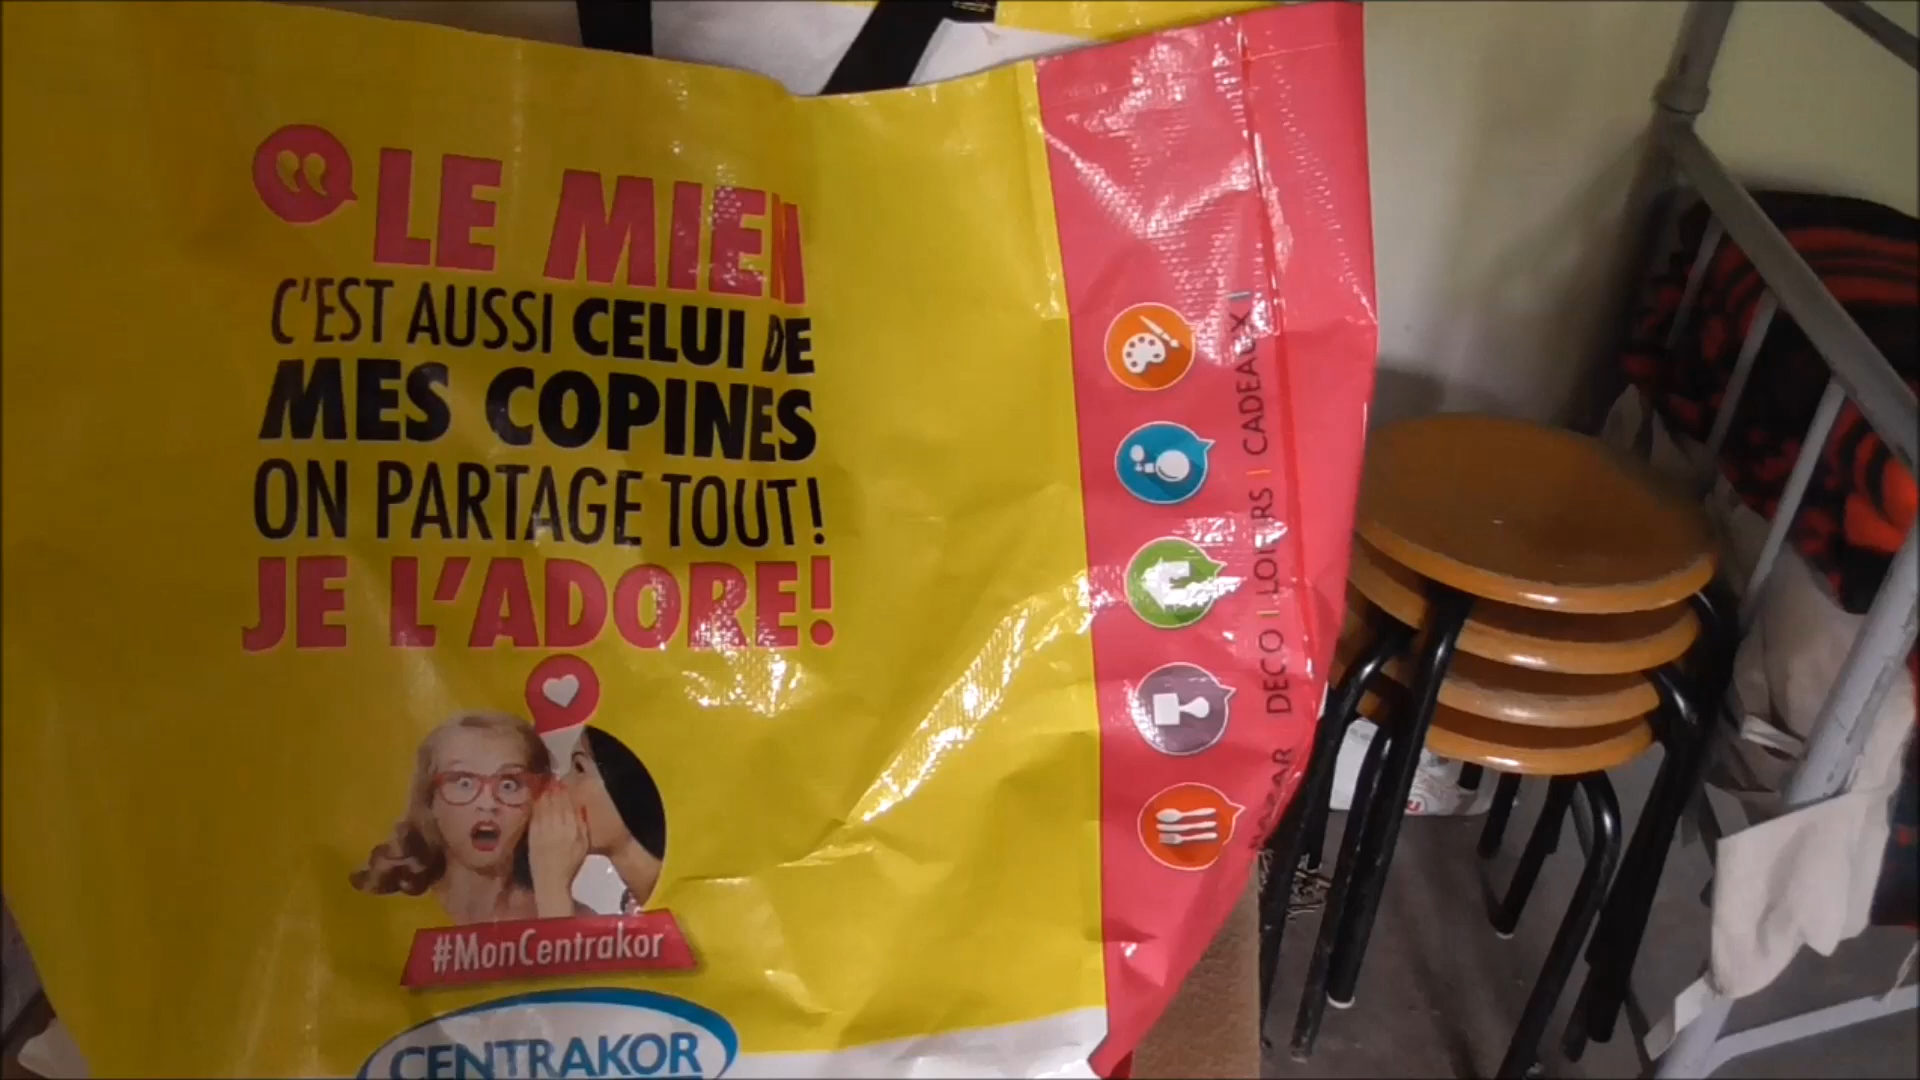 LE MIEN
C'EST AUSSI CELUI DE
MES COPINES
ON PARTAGE TOUT!
JE L'ADORE!
#MonCentrakor
CENTRAKOR
DECO | LOISIRS | CADEAUX |